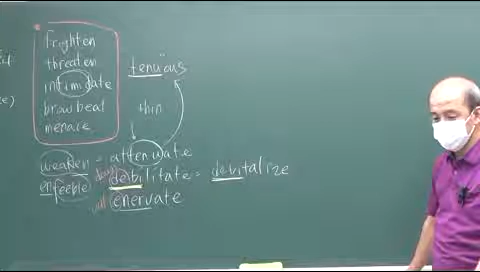 frighten
threaten
intimidate
browbeat
menace
tenuous
thin
weaken = attenuate
enfeeble debilitate = devitalize
enervate